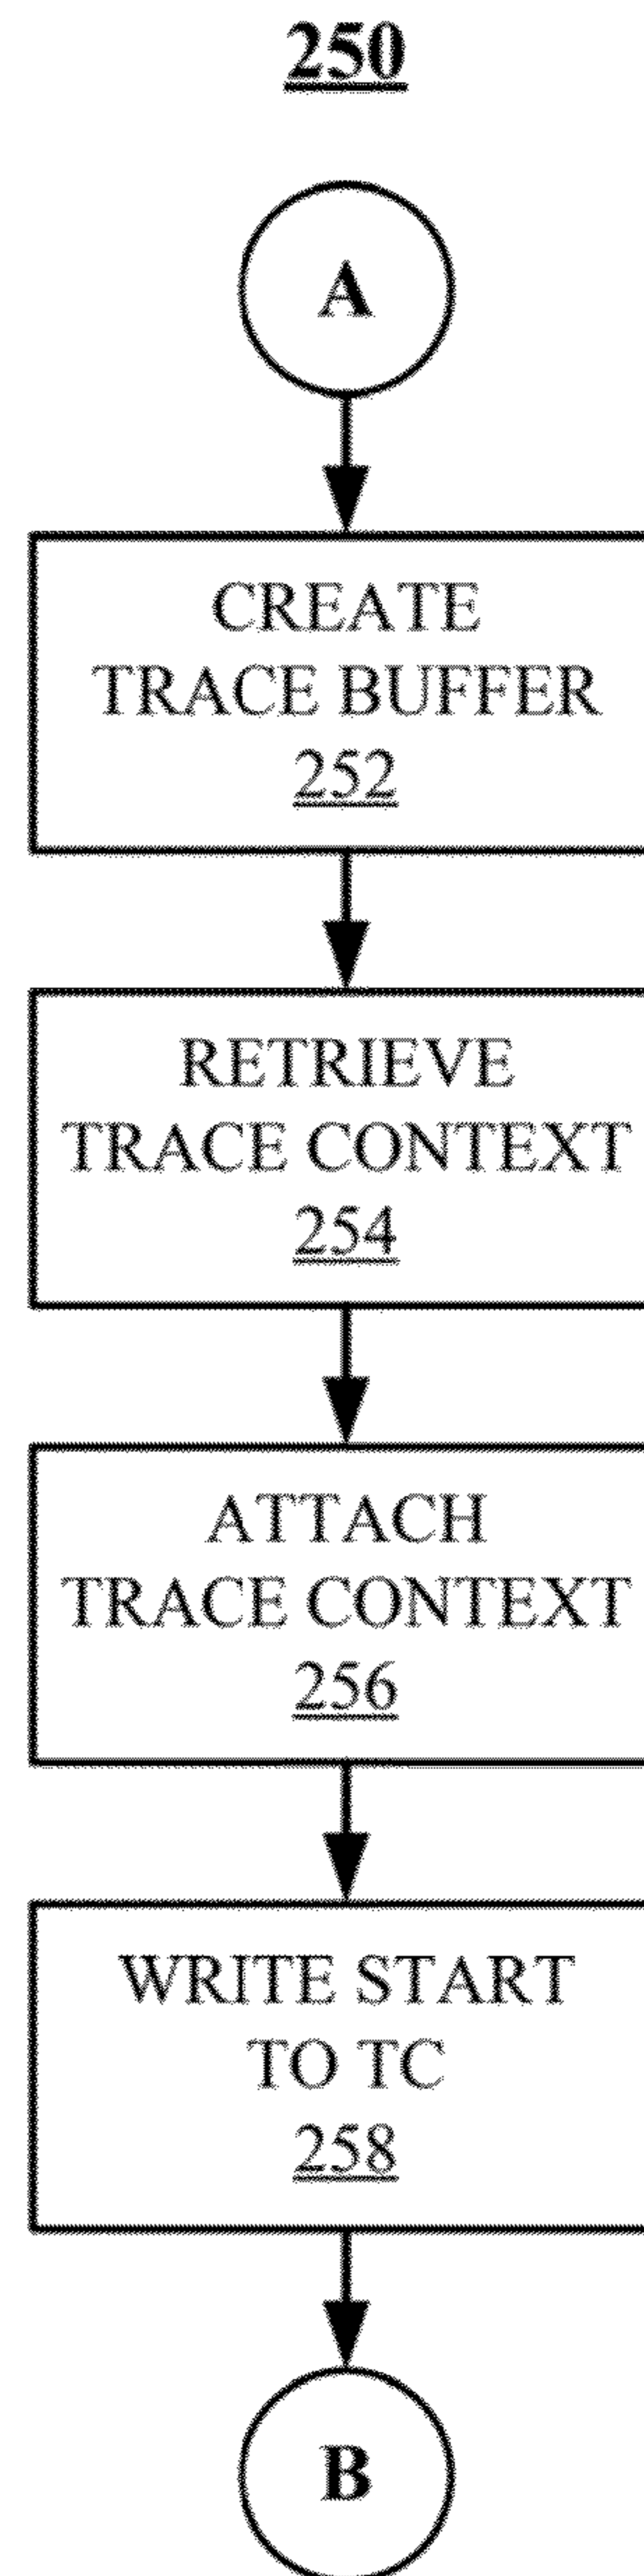 250
A
CREATE
TRACE BUFFER
252
RETRIEVE
TRACE CONTEXT
254
ATTACH
TRACE CONTEXT
256
WRITE START
TO TC
258
B